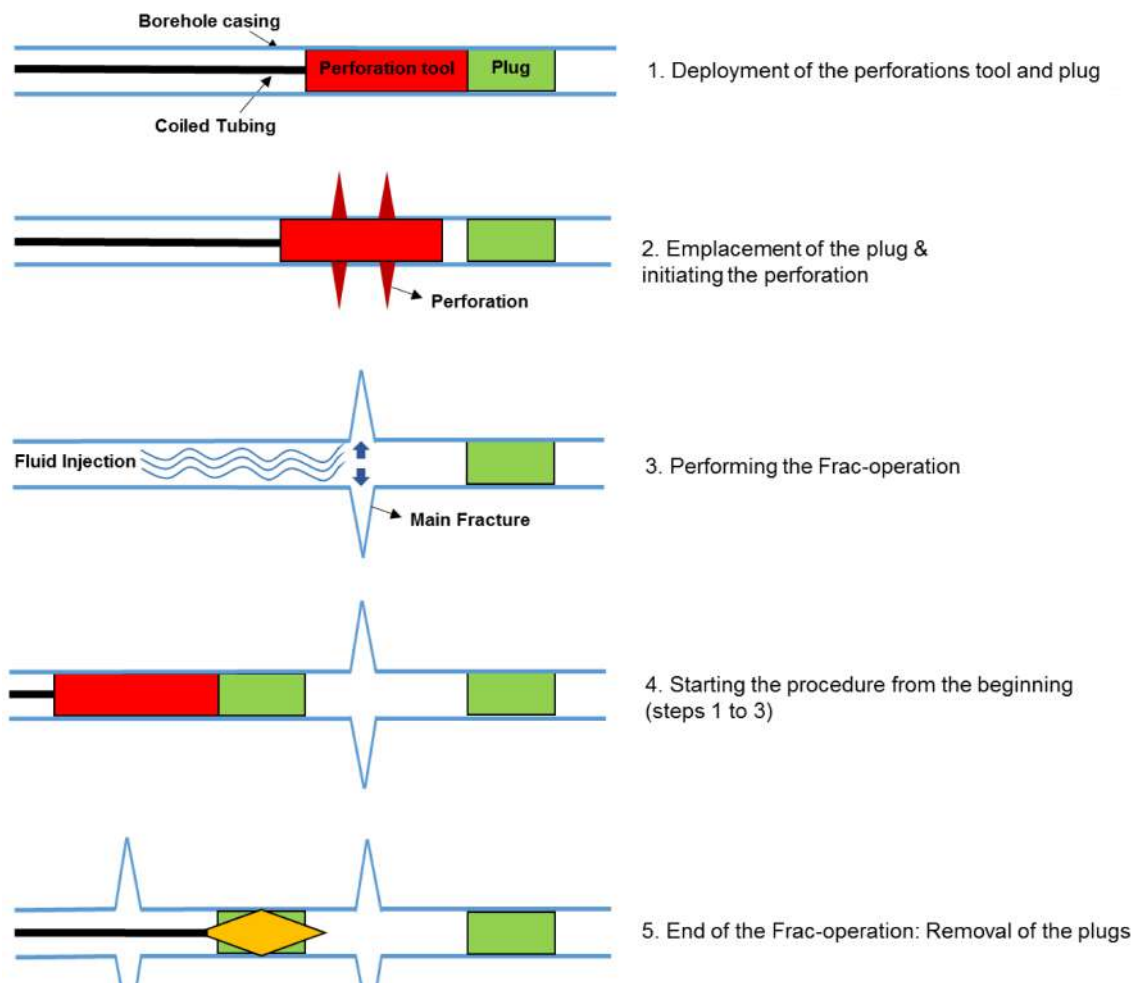 Borehole casing
Perforation tool
Plug
1. Deployment of the perforations tool and plug
Coiled Tubing
2. Emplacement of the plug &
initiating the perforation
Perforation
Fluid Injection
3. Performing the Frac-operation
Main Fracture
4. Starting the procedure from the beginning
(steps 1 to 3)
5. End of the Frac-operation: Removal of the plugs